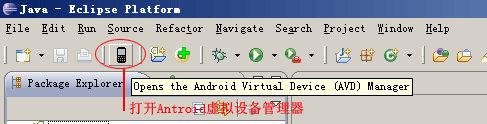 Java - Eclipse Platform
File Edit Run Source Refactor Navigate Search Project Window Help
Package Explorer
Opens the Android Virtual Device (AVD) Manager
打开Antroid虚拟设备管理器